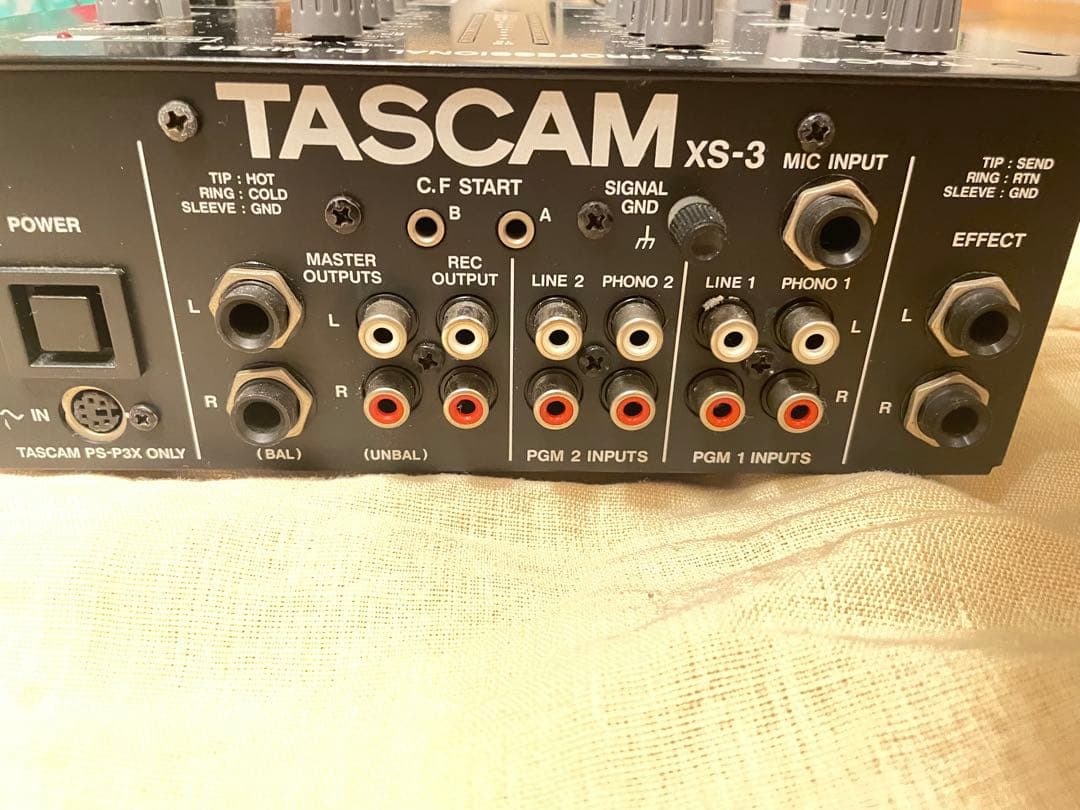 TASCAM XS-3
MIC INPUT
TIP : HOT
RING : COLD
SLEEVE : GND
C.F START
B
A
SIGNAL
GND
TIP : SEND
RING : RTN
SLEEVE : GND
POWER
EFFECT
MASTER
OUTPUTS
REC
OUTPUT
LINE 2
PHONO 2
LINE 1
PHONO 1
L
L
L
L
R
R
R
R
IN
TASCAM PS-P3X ONLY
(BAL)
(UNBAL)
PGM 2 INPUTS
PGM 1 INPUTS